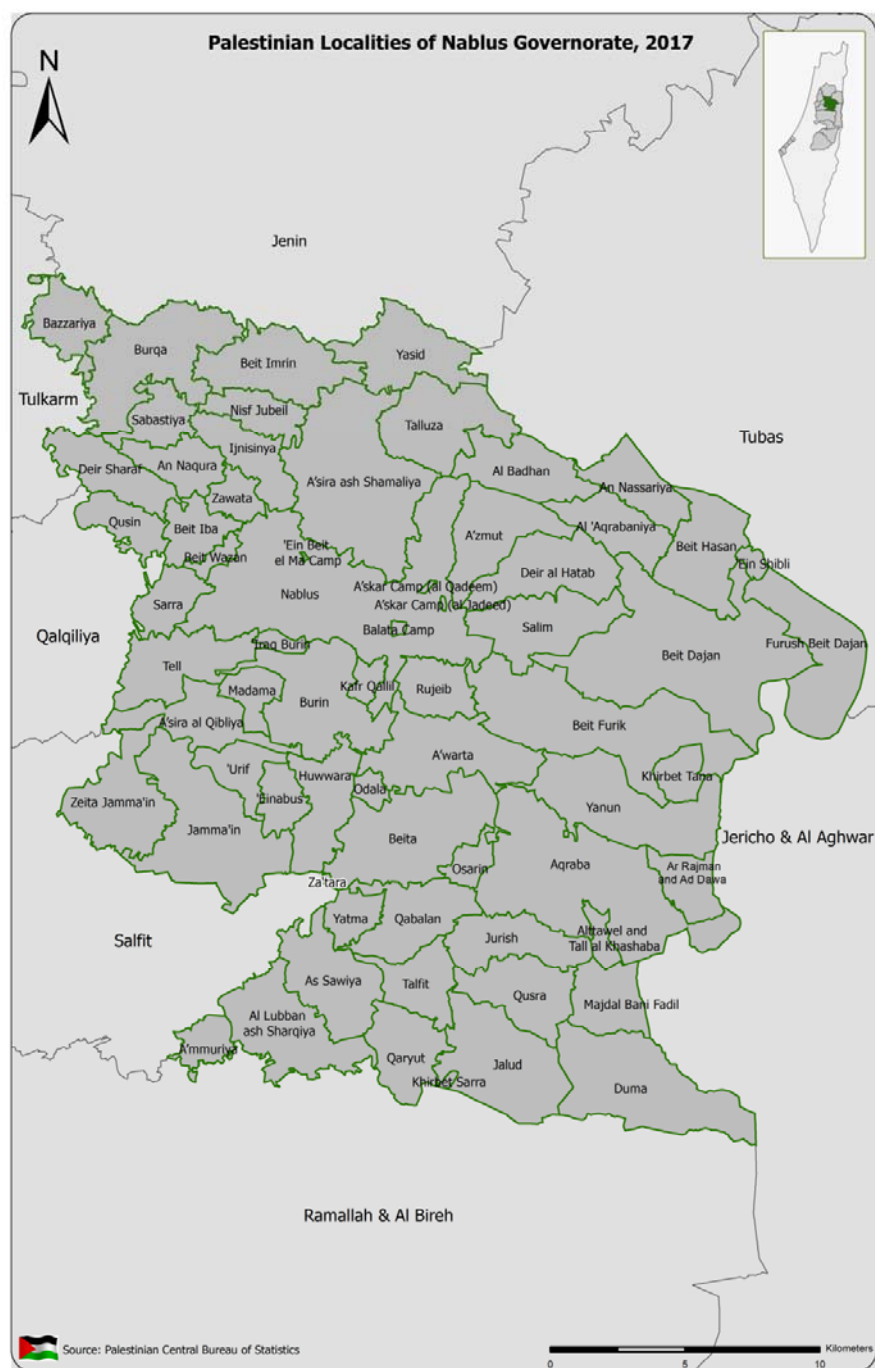 Palestinian Localities of Nablus Governorate, 2017
N
Jenin
Bazzariya
Burqa
Yasid
Beit Imrin
Tulkarm
Nisf Jubeil
Sabastiya
Talluza
Tubas
Ijnisinya
An Naqura
Deir Sharaf
Al Badhan
A'sira ash Shamaliya
An Nassariya
Zawata
Qusin
Beit Iba
Al 'Aqrabaniya
A'zmut
Beit Hasan
'Ein Beit
el Ma Camp
Beit Wazan
'Ein Shibli
Deir al Hatab
A'skar Camp (al Qadeem)
Nablus
Sarra
A'skar Camp (al Jadeed)
Balata Camp
Salim
Qalqiliya
'Iraq Burin
Furush Beit Dajan
Beit Dajan
Tell
Kafr Qallil
Rujeib
Madama
Burin
A'sira al Qibliya
Beit Furik
A'warta
'Urif
Huwwara
Khirbet Tana
Odala
'Einabus
Zeita Jamma'in
Yanun
Jamma'in
Beita
Jericho & Al Aghwar
Aqraba
Osarin
Ar Rajman
and Ad Dawa
Za'tara
Yatma
Qabalan
Alttawel and
Tall al Khashaba
Jurish
Salfit
As Sawiya
Talfit
Qusra
Majdal Bani Fadil
Al Lubban
ash Sharqiya
A'mmuriya
Qaryut
Jalud
Khirbet Sarra
Duma
Ramallah & Al Bireh
Source: Palestinian Central Bureau of Statistics
Kilometers
0 5 10